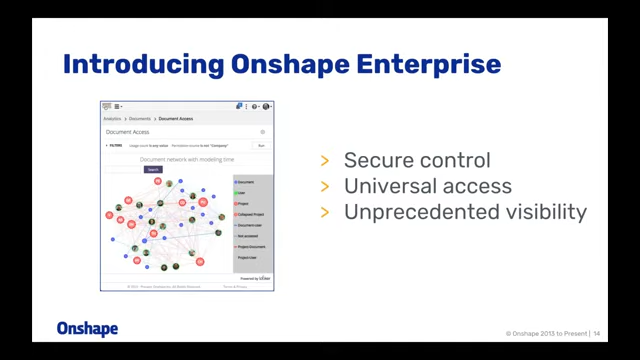 Introducing Onshape Enterprise
Analytics > Documents > Document Access
Document Access
FILTERS
Run
Document network with modeling time
Search
Document
User
Project
Collapsed Project
Document-User
Not accessed
Project-Document
Project-User
Powered by
Terms & Privacy
> Secure control
> Universal access
> Unprecedented visibility
Onshape
© Onshape 2013 to Present | 14